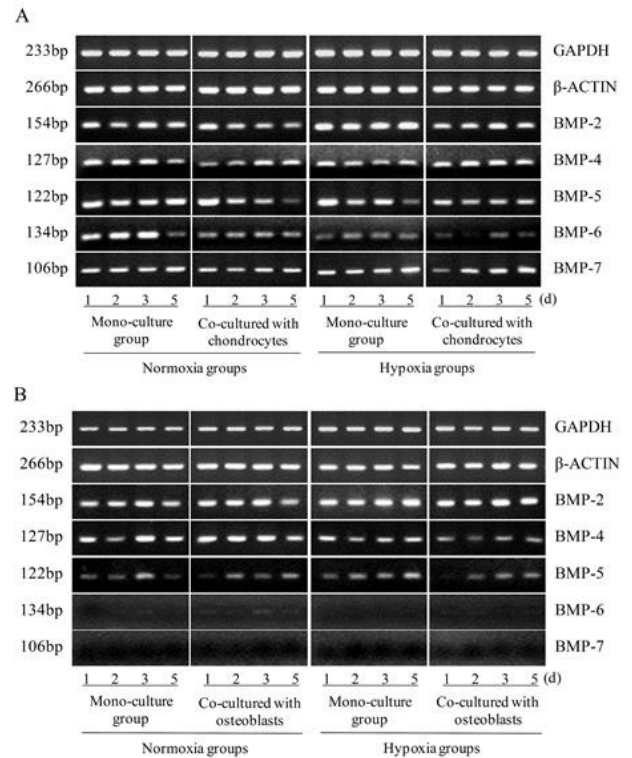 A
233bp GAPDH
266bp β-ACTIN
154bp BMP-2
127bp BMP-4
122bp BMP-5
134bp BMP-6
106bp BMP-7
1 2 3 5 1 2 3 5 1 2 3 5 1 2 3 5 (d)
Mono-culture group Co-cultured with chondrocytes Mono-culture group Co-cultured with chondrocytes
Normoxia groups Hypoxia groups
B
233bp GAPDH
266bp β-ACTIN
154bp BMP-2
127bp BMP-4
122bp BMP-5
134bp BMP-6
106bp BMP-7
1 2 3 5 1 2 3 5 1 2 3 5 1 2 3 5 (d)
Mono-culture group Co-cultured with osteoblasts Mono-culture group Co-cultured with osteoblasts
Normoxia groups Hypoxia groups